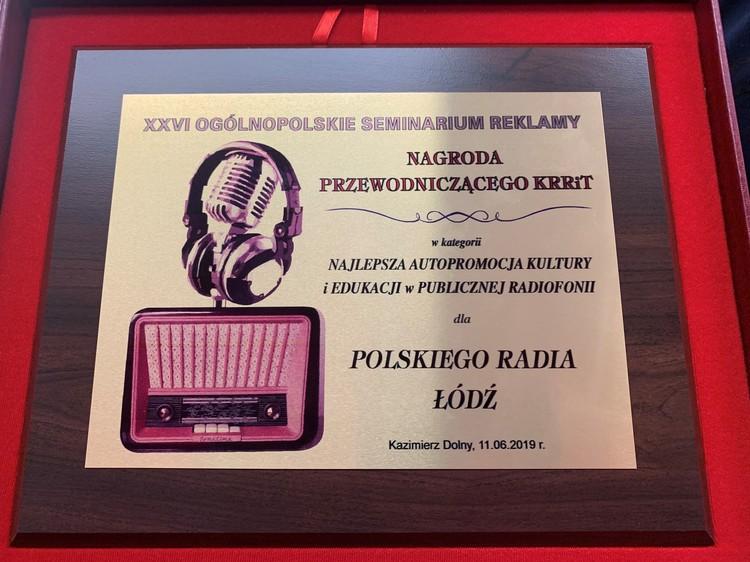 XXVI OGÓLNOPOLSKIE SEMINARIUM REKLAMY
NAGRODA
PRZEWODNICZĄCEGO KRRiT
w kategorii
NAJLEPSZA AUTOPROMOCJA KULTURY
i EDUKACJI w PUBLICZNEJ RADIOFONII
dla
POLSKIEGO RADIA
ŁÓDŹ
Kazimierz Dolny, 11.06.2019 r.